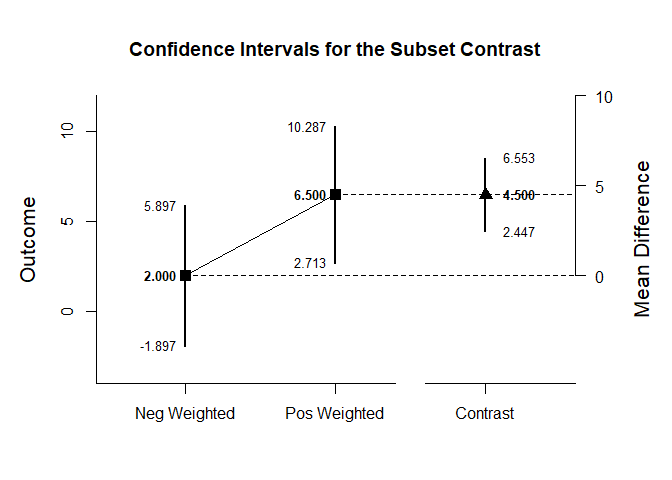 Confidence Intervals for the Subset Contrast
Outcome
10
5
0
5.897
2.000
-1.897
10.287
6.500
2.713
6.553
4.500
2.447
10
5
0
Mean Difference
Neg Weighted
Pos Weighted
Contrast